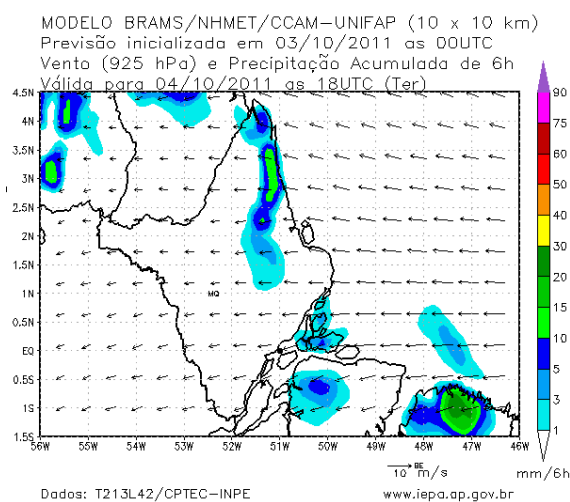 MODELO BRAMS/NHMET/CCAM-UNIFAP (10 x 10 km)
Previsão inicializada em 03/10/2011 as 00UTC
Vento (925 hPa) e Precipitação Acumulada de 6h
Válida para 04/10/2011 as 18UTC (Ter)
4.5N
4N
3.5N
3N
2.5N
2N
1.5N
1N
0.5N
EQ
0.5S
1S
1.5S
MQ
BE
56W 55W 54W 53W 52W 51W 50W 49W 48W 47W 46W
90
75
60
50
40
30
20
15
10
5
3
1
10 m/s
mm/6h
Dados: T213L42/CPTEC-INPE
www.iepa.ap.gov.br